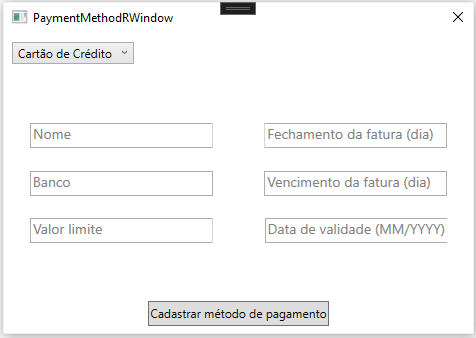 PaymentMethodRWindow
Cartão de Crédito
Nome
Fechamento da fatura (dia)
Banco
Vencimento da fatura (dia)
Valor limite
Data de validade (MM/YYYY)
Cadastrar método de pagamento